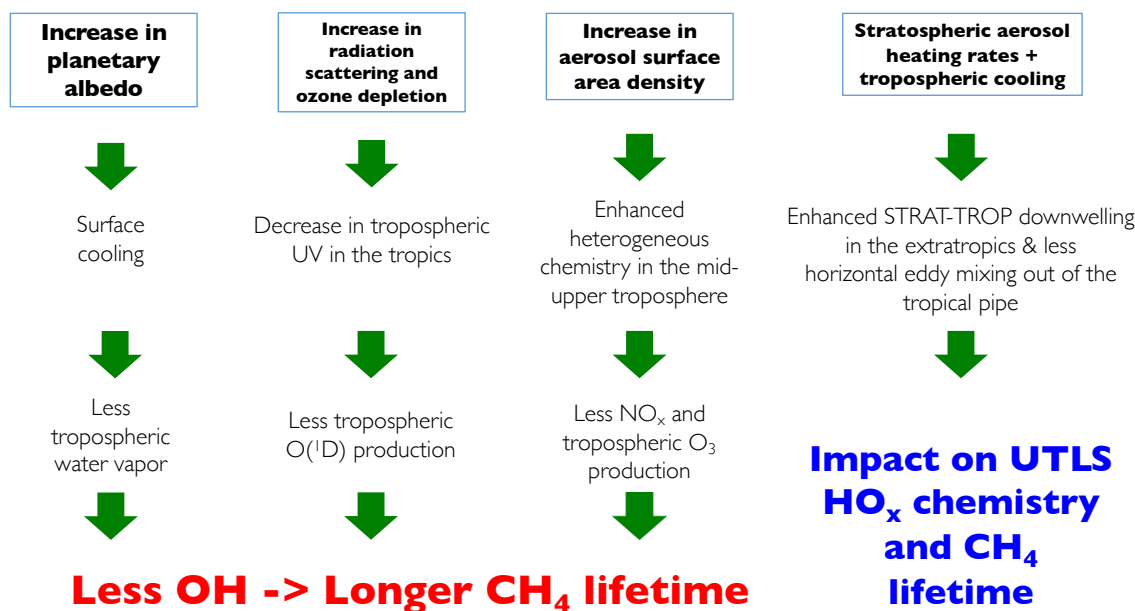 Increase in
planetary
albedo
Surface
cooling
Less
tropospheric
water vapor
Increase in
radiation
scattering and
ozone depletion
Decrease in tropospheric
UV in the tropics
Less tropospheric
O(¹D) production
Increase in
aerosol surface
area density
Enhanced
heterogeneous
chemistry in the mid-
upper troposphere
Less NOₓ and
tropospheric O₃
production
Less OH -> Longer CH₄ lifetime
Stratospheric aerosol
heating rates +
tropospheric cooling
Enhanced STRAT-TROP downwelling
in the extratropics & less
horizontal eddy mixing out of the
tropical pipe
Impact on UTLS
HOₓ chemistry
and CH₄
lifetime